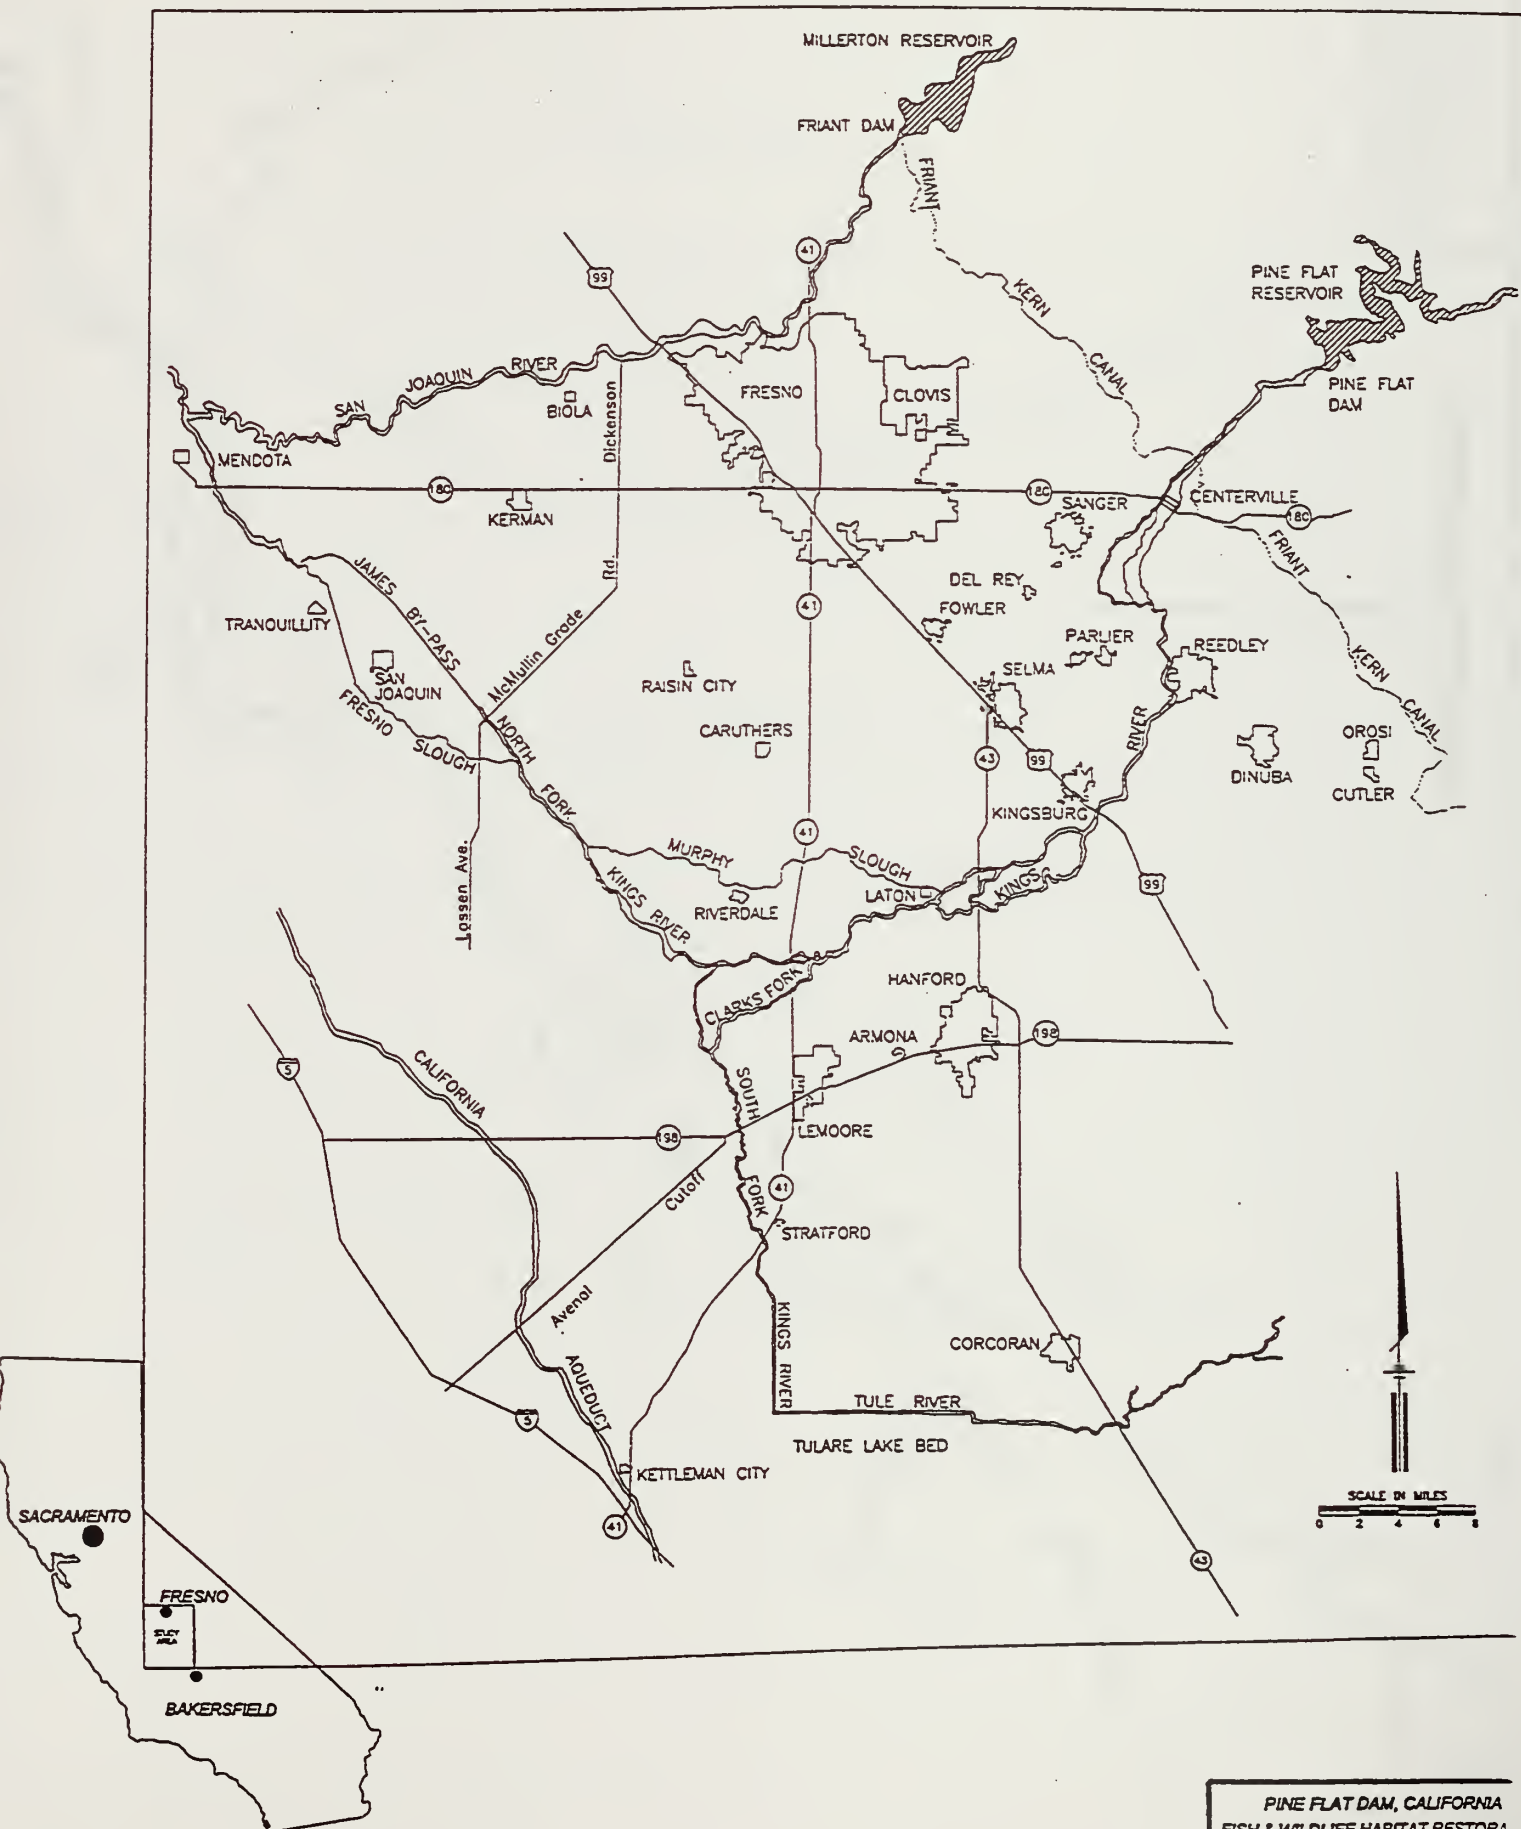 MILLERTON RESERVOIR
FRIANT DAM
FRIANT
41
99
KERN
PINE FLAT
RESERVOIR
CANAL
PINE FLAT
DAM
SAN
JOAQUIN
RIVER
BIOLA
Dickenson
FRESNO
CLOVIS
MENDOTA
180
KERMAN
180
SANGER
CENTERVILLE
180
Rd.
FRIANT
JAMES
BY-PASS
TRANQUILLITY
DEL REY
FOWLER
41
McMullin Grade
PARLIER
REEDLEY
KERN
SAN
JOAQUIN
RAISIN CITY
SELMA
CANAL
FRESNO
SLOUGH
NORTH
FORK
CARUTHERS
43
99
RIVER
OROSI
DINUBA
CUTLER
KINGSBURG
41
Lassen Ave.
MURPHY
SLOUGH
KINGS RIVER
RIVERDALE
LATON
KINGS
99
CLARKS FORK
HANFORD
ARMONA
198
5
CALIFORNIA
SOUTH
FORK
198
LEMOORE
Cutoff
41
STRATFORD
Avenal
KINGS RIVER
CORCORAN
AQUEDUCT
5
TULE RIVER
TULARE LAKE BED
KETTLEMAN CITY
41
43
SCALE IN MILES
0 2 4 6 8
SACRAMENTO
FRESNO
STUDY
AREA
BAKERSFIELD
PINE FLAT DAM, CALIFORNIA
FISH & WILDLIFE HABITAT RESTORA